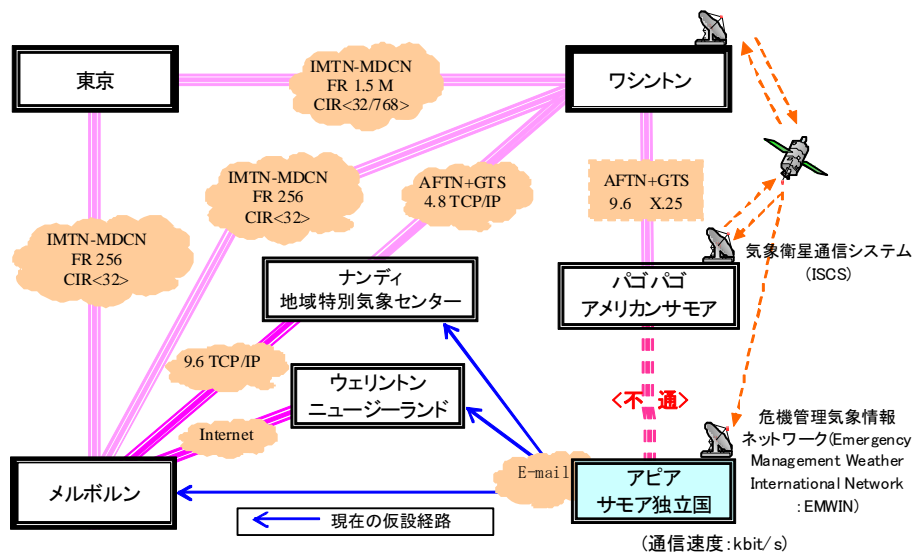 東京
IMTN-MDCN
FR 1.5 M
CIR<32/768>
ワシントン
IMTN-MDCN
FR 256
CIR<32>
AFTN+GTS
4.8 TCP/IP
AFTN+GTS
9.6 X.25
IMTN-MDCN
FR 256
CIR<32>
ナンディ
地域特別気象センター
パゴパゴ
アメリカンサモア
気象衛星通信システム
(ISCS)
9.6 TCP/IP
ウェリントン
ニュージーランド
<不 通>
Internet
危機管理気象情報
ネットワーク(Emergency
Management Weather
International Network
:EMWIN)
E-mail
アピア
サモア独立国
メルボルン
現在の仮設経路
(通信速度:kbit/s)